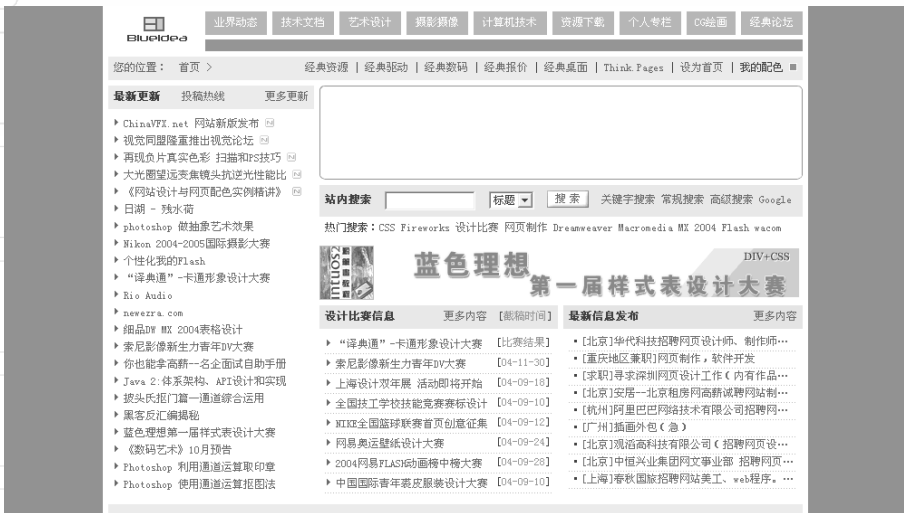 BlueIdea
业界动态 技术文档 艺术设计 摄影摄像 计算机技术 资源下载 个人专栏 CG绘画 经典论坛
您的位置： 首页 >
经典资源 | 经典驱动 | 经典数码 | 经典报价 | 经典桌面 | Think.Pages | 设为首页 | 我的配色
最新更新 投稿热线 更多更新
ChinaVFX.net 网站新版发布
视觉同盟隆重推出视觉论坛
再现负片真实色彩 扫描和PS技巧
大光圈望远变焦镜头抗逆光性能比
《网站设计与网页配色实例精讲》
日湖 - 残水荷
photoshop 做抽象艺术效果
Nikon 2004-2005国际摄影大赛
个性化我的Flash
“译典通”-卡通形象设计大赛
Rio Audio
newezra.com
细品DW MX 2004表格设计
索尼影像新生力青年DV大赛
你也能拿高薪--名企面试自助手册
Java 2:体系架构、API设计和实现
披头氏抠门篇—通道综合运用
黑客反汇编揭秘
蓝色理想第一届样式表设计大赛
《数码艺术》10月预告
Photoshop 利用通道运算取印章
Photoshop 使用通道运算抠图法
站内搜索 标题 搜 索 关键字搜索 常规搜索 高级搜索 Google
热门搜索：CSS Fireworks 设计比赛 网页制作 Dreamweaver Macromedia MX 2004 Flash wacom
intuos2
蓝色理想
DIV+CSS
第一届样式表设计大赛
设计比赛信息 更多内容 [截稿时间]
“译典通”-卡通形象设计大赛 [比赛结果]
索尼影像新生力青年DV大赛 [04-11-30]
上海设计双年展 活动即将开始 [04-09-18]
全国技工学校技能竞赛赛标设计 [04-09-10]
NIKE全国篮球联赛首页创意征集 [04-09-12]
网易奥运壁纸设计大赛 [04-09-24]
2004网易FLASH动画榜中榜大赛 [04-09-28]
中国国际青年裘皮服装设计大赛 [04-09-10]
最新信息发布 更多内容
[北京]华代科技招聘网页设计师、制作师…
[重庆地区兼职]网页制作，软件开发
[求职]寻求深圳网页设计工作（内有作品…
[北京]安居--北京租房网高薪诚聘网站制…
[杭州]阿里巴巴网络技术有限公司招聘网…
[广州]插画外包（急）
[北京]观滔高科技有限公司（招聘网页设…
[北京]中恒兴业集团网文事业部 招聘网页…
[上海]春秋国旅招聘网站美工、web程序。…